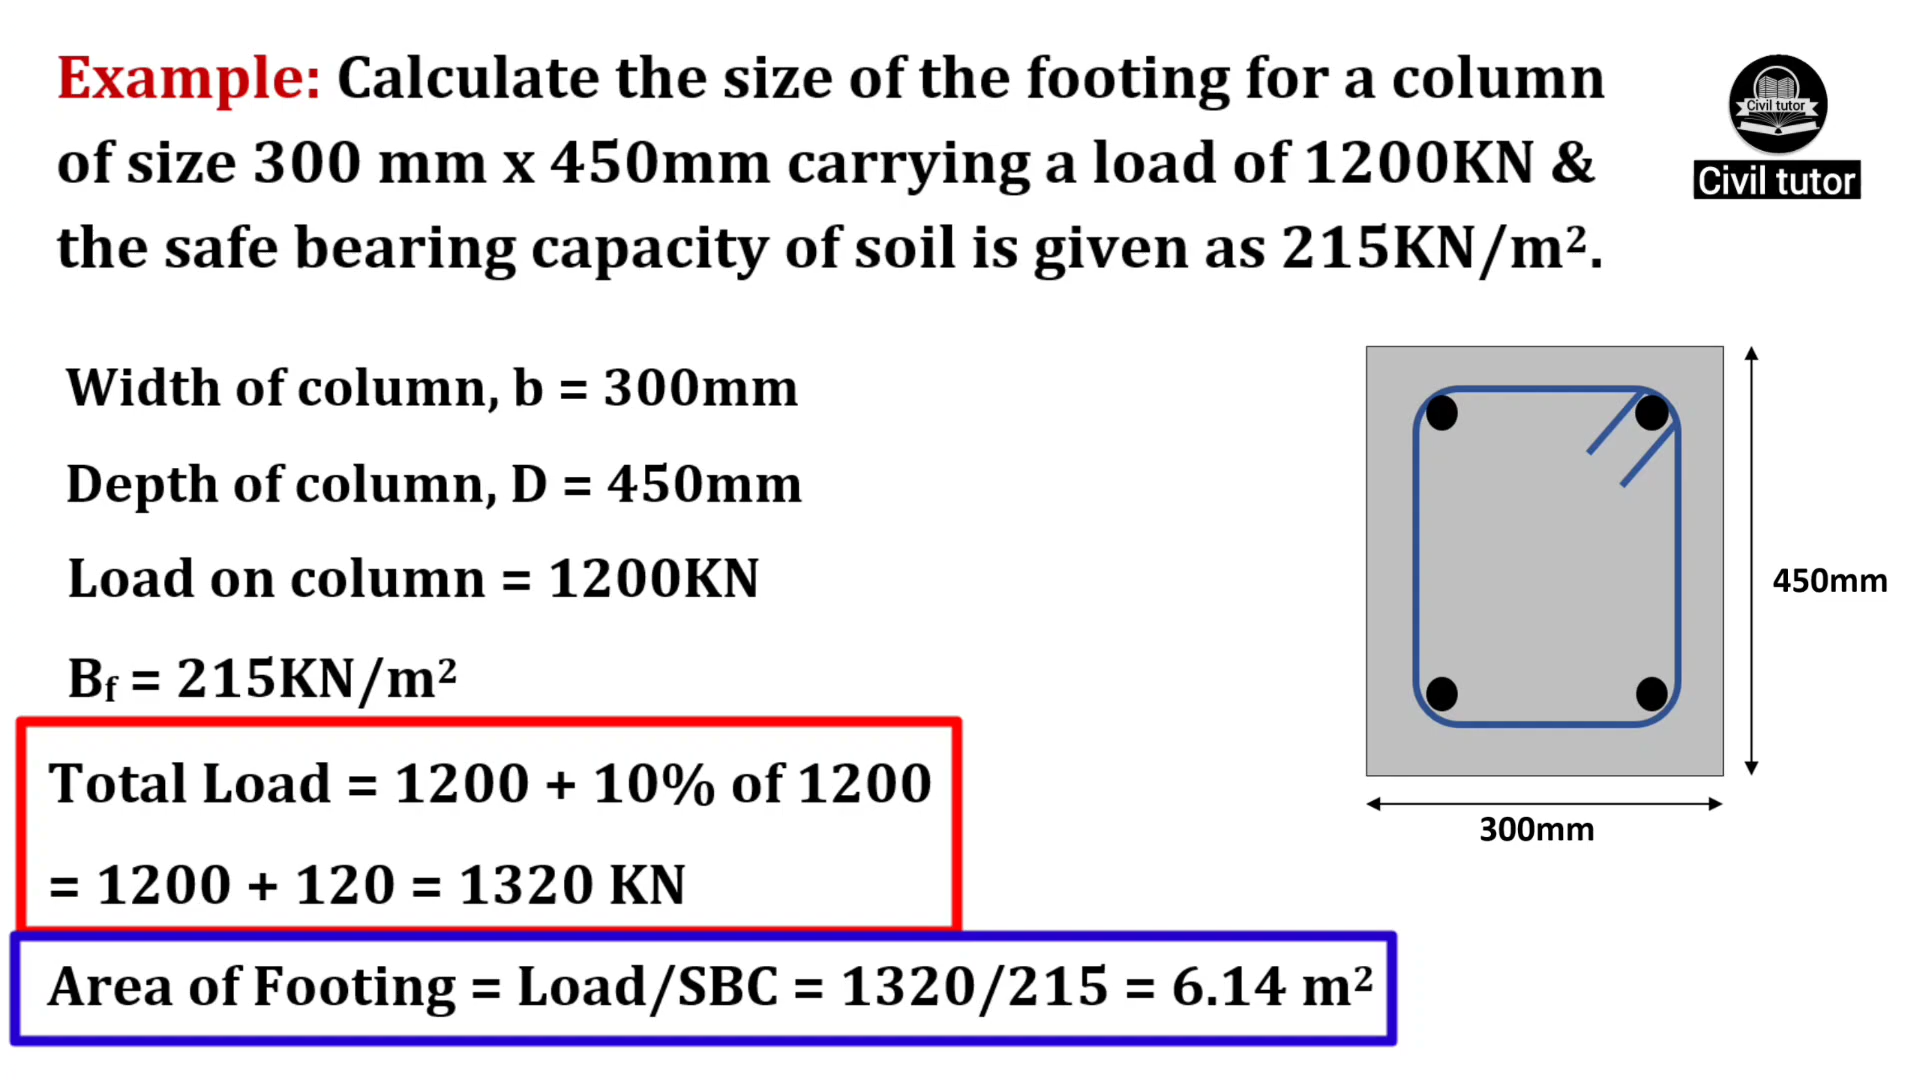 Example: Calculate the size of the footing for a column
of size 300 mm x 450mm carrying a load of 1200KN &
the safe bearing capacity of soil is given as 215KN/m².
Civil tutor
Civil tutor
Width of column, b = 300mm
Depth of column, D = 450mm
Load on column = 1200KN
Bf = 215KN/m²
Total Load = 1200 + 10% of 1200
= 1200 + 120 = 1320 KN
Area of Footing = Load/SBC = 1320/215 = 6.14 m²
450mm
300mm